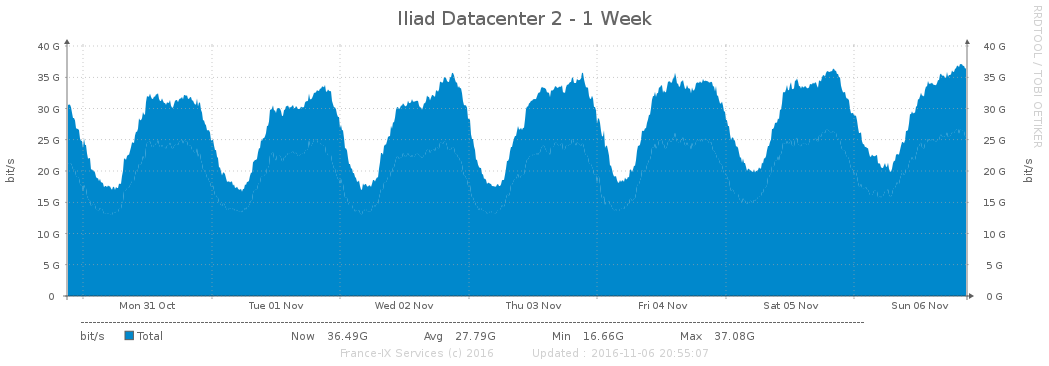 Iliad Datacenter 2 - 1 Week
RRDTOOL / TOBI OETIKER
bit/s
40 G 40 G
35 G 35 G
30 G 30 G
25 G 25 G
20 G 20 G
15 G 15 G
10 G 10 G
5 G 5 G
0 0 G
bit/s
Mon 31 Oct Tue 01 Nov Wed 02 Nov Thu 03 Nov Fri 04 Nov Sat 05 Nov Sun 06 Nov
bit/s Total Now 36.49G Avg 27.79G Min 16.66G Max 37.08G
France-IX Services (c) 2016 Updated : 2016-11-06 20:55:07